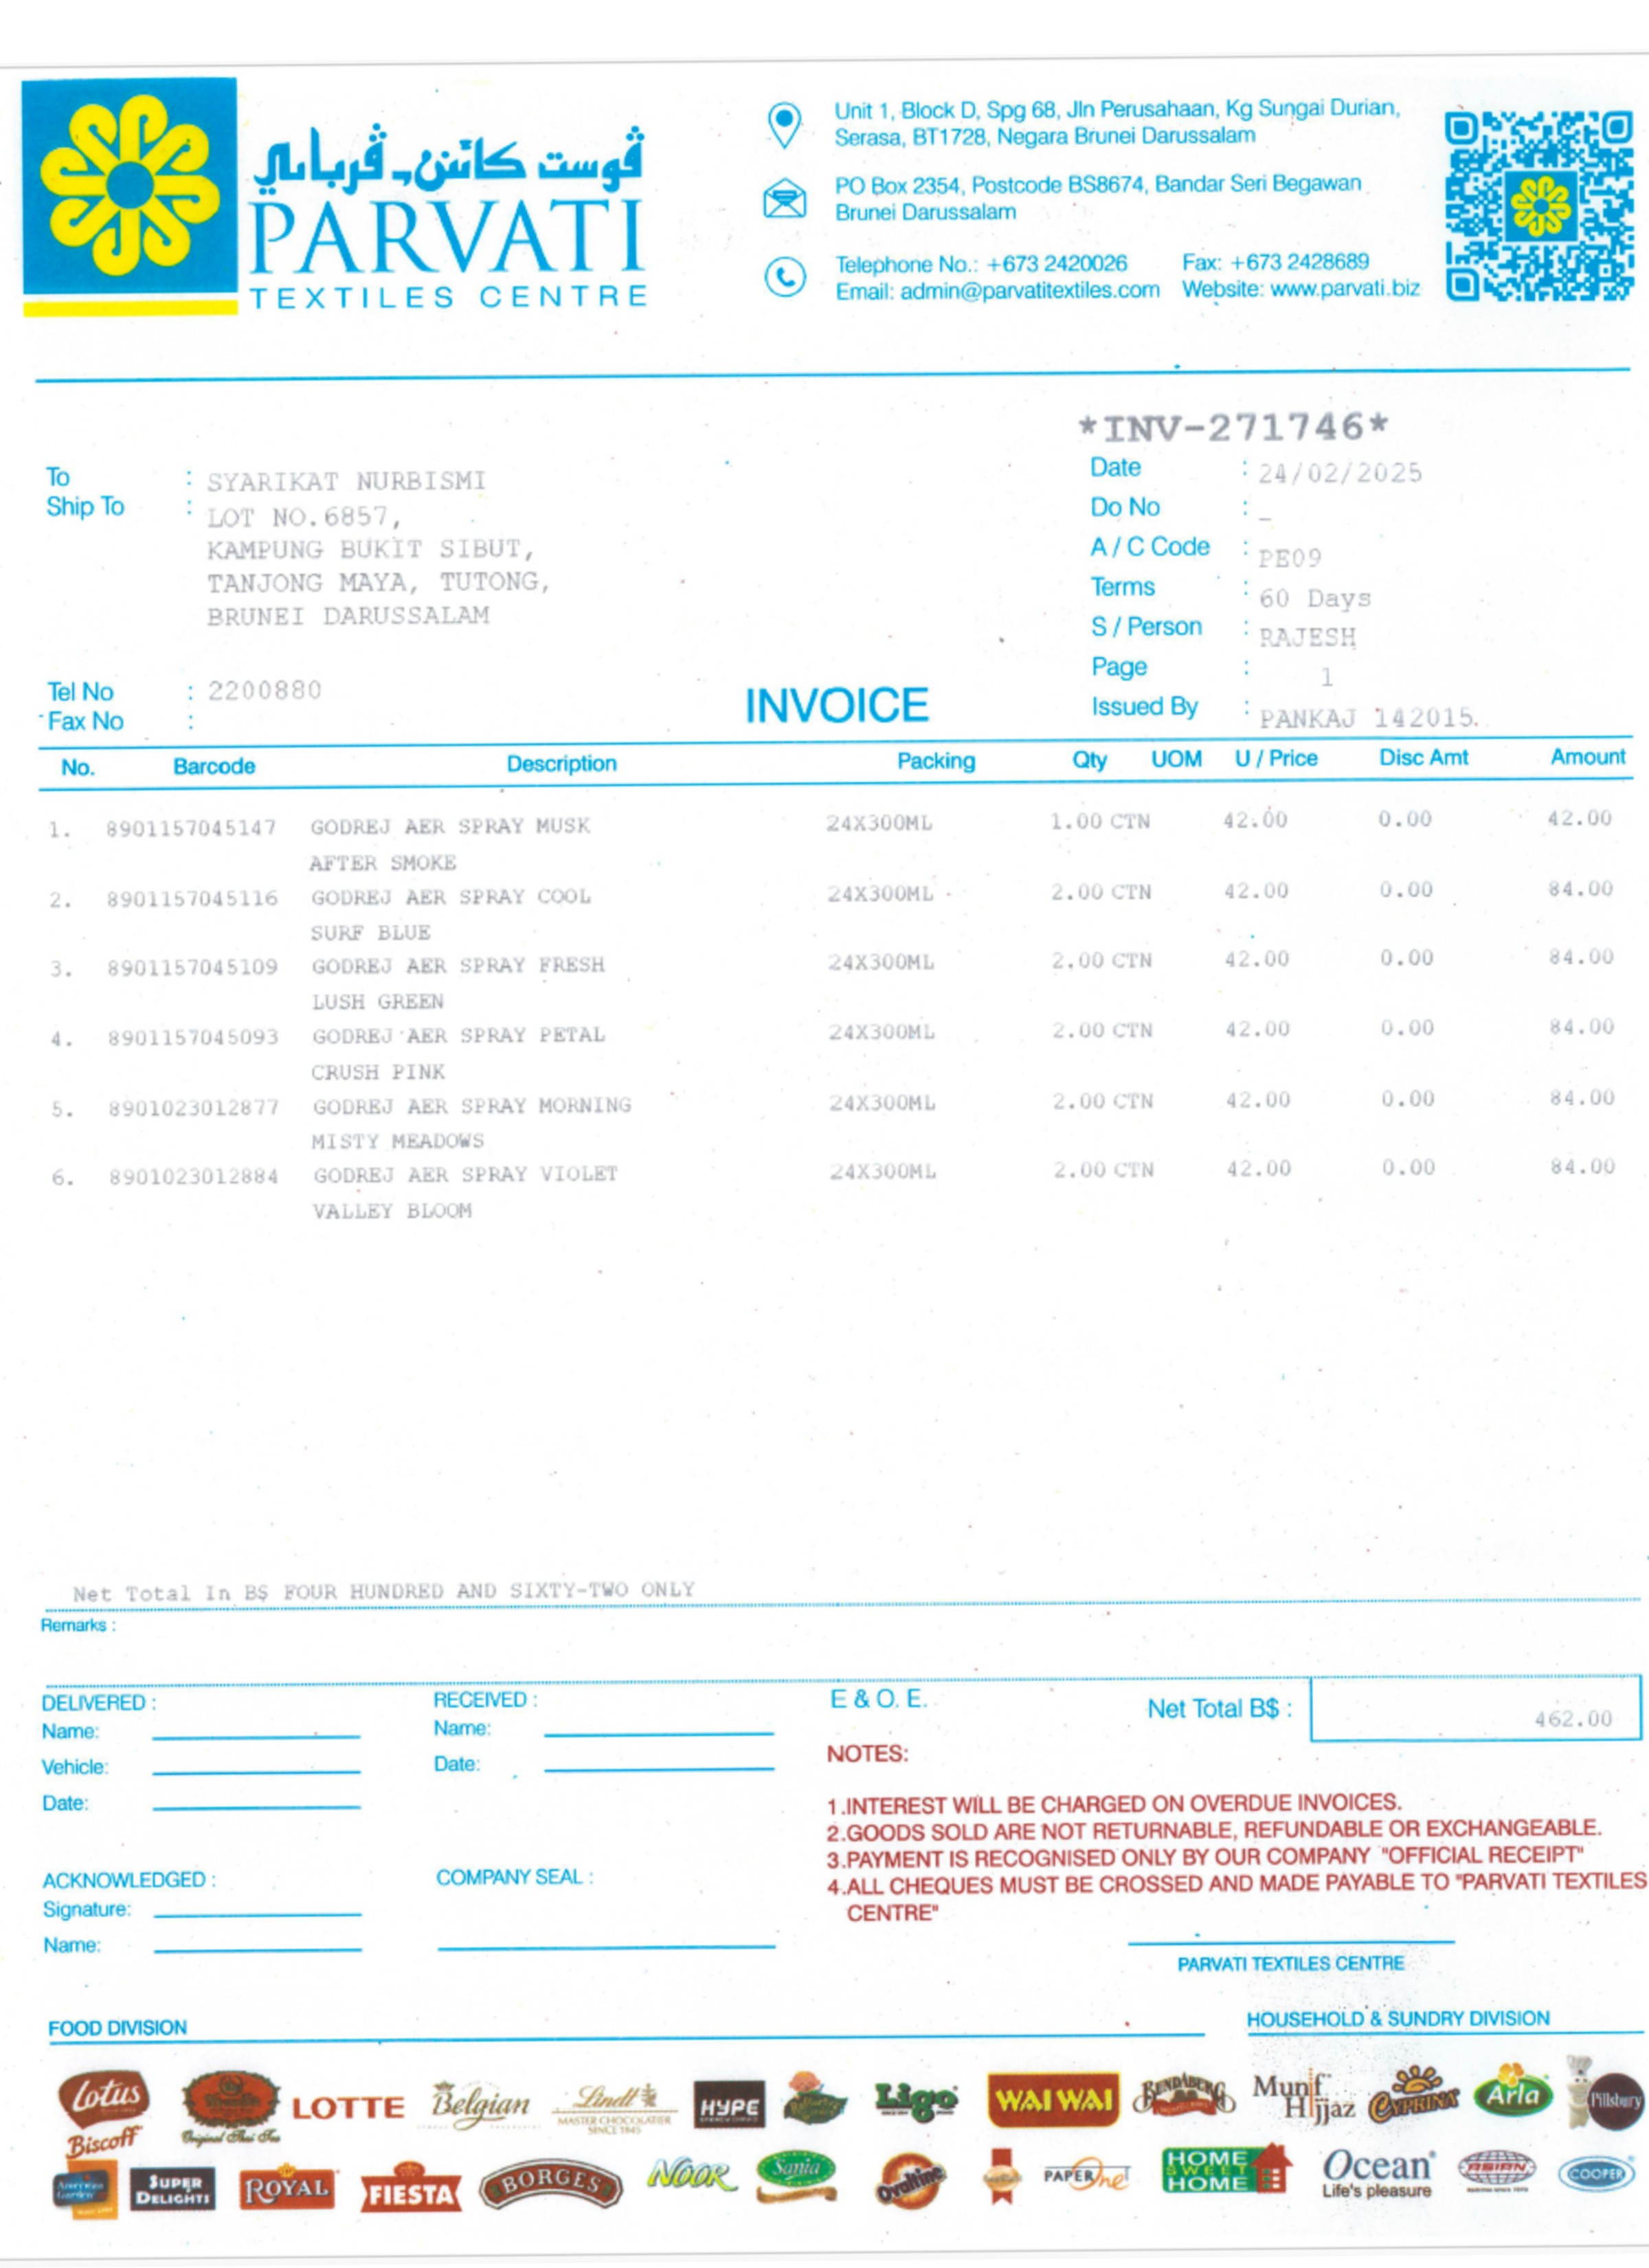 ڤوست كائين۔ڤرباتي
PARVATI
TEXTILES CENTRE
Unit 1, Block D, Spg 68, Jln Perusahaan, Kg Sungai Durian,
Serasa, BT1728, Negara Brunei Darussalam
PO Box 2354, Postcode BS8674, Bandar Seri Begawan
Brunei Darussalam
Telephone No.: +673 2420026 Fax: +673 2428689
Email: admin@parvatitextiles.com Website: www.parvati.biz
*INV-271746*
To : SYARIKAT NURBISMI
Ship To : LOT NO.6857,
KAMPUNG BUKIT SIBUT,
TANJONG MAYA, TUTONG,
BRUNEI DARUSSALAM
Tel No : 2200880
Fax No :
Date : 24/02/2025
Do No : _
A / C Code : PE09
Terms : 60 Days
S / Person : RAJESH
Page : 1
Issued By : PANKAJ 142015
INVOICE
No. Barcode Description Packing Qty UOM U / Price Disc Amt Amount
1. 8901157045147 GODREJ AER SPRAY MUSK 24X300ML 1.00 CTN 42.00 0.00 42.00
AFTER SMOKE
2. 8901157045116 GODREJ AER SPRAY COOL 24X300ML 2.00 CTN 42.00 0.00 84.00
SURF BLUE
3. 8901157045109 GODREJ AER SPRAY FRESH 24X300ML 2.00 CTN 42.00 0.00 84.00
LUSH GREEN
4. 8901157045093 GODREJ AER SPRAY PETAL 24X300ML 2.00 CTN 42.00 0.00 84.00
CRUSH PINK
5. 8901023012877 GODREJ AER SPRAY MORNING 24X300ML 2.00 CTN 42.00 0.00 84.00
MISTY MEADOWS
6. 8901023012884 GODREJ AER SPRAY VIOLET 24X300ML 2.00 CTN 42.00 0.00 84.00
VALLEY BLOOM
Net Total In B$ FOUR HUNDRED AND SIXTY-TWO ONLY
Remarks :
DELIVERED :
Name:
Vehicle:
Date:
RECEIVED :
Name:
Date:
E & O. E.
Net Total B$ : 462.00
NOTES:
1.INTEREST WILL BE CHARGED ON OVERDUE INVOICES.
2.GOODS SOLD ARE NOT RETURNABLE, REFUNDABLE OR EXCHANGEABLE.
3.PAYMENT IS RECOGNISED ONLY BY OUR COMPANY "OFFICIAL RECEIPT"
4.ALL CHEQUES MUST BE CROSSED AND MADE PAYABLE TO "PARVATI TEXTILES
CENTRE"
ACKNOWLEDGED :
Signature:
Name:
COMPANY SEAL :
PARVATI TEXTILES CENTRE
FOOD DIVISION
HOUSEHOLD & SUNDRY DIVISION
Lotus
Biscoff
Original Thai Tea
LOTTE
Belgian
Lindt
MASTER CHOCOLATIER
SINCE 1845
HYPE
Ligo
WAI WAI
BUNDABERG
Munif
Hijjaz
CYPRINA
Arla
Pillsbury
American
Garden
SUPER
DELIGHTS
ROYAL
FIESTA
BORGES
NOOR
Sania
Ovaltine
PAPER One
HOME
SWEET
HOME
Ocean
Life's pleasure
ASIAN
COOPER